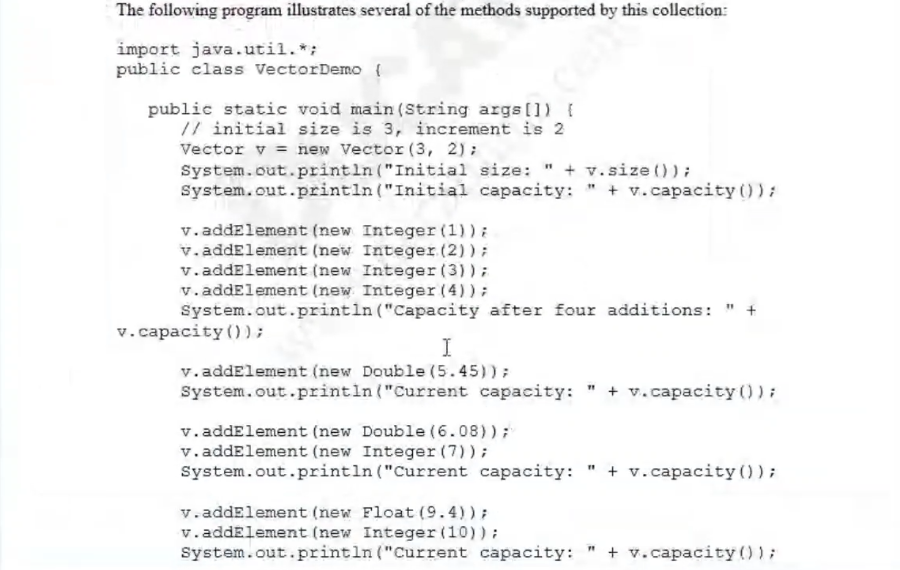 The following program illustrates several of the methods supported by this collection:
import java.util.*;
public class VectorDemo {
public static void main(String args[]) {
// initial size is 3, increment is 2
Vector v = new Vector(3, 2);
System.out.println("Initial size: " + v.size());
System.out.println("Initial capacity: " + v.capacity());
v.addElement(new Integer(1));
v.addElement(new Integer(2));
v.addElement(new Integer(3));
v.addElement(new Integer(4));
System.out.println("Capacity after four additions: " +
v.capacity());
v.addElement(new Double(5.45));
System.out.println("Current capacity: " + v.capacity());
v.addElement(new Double(6.08));
v.addElement(new Integer(7));
System.out.println("Current capacity: " + v.capacity());
v.addElement(new Float(9.4));
v.addElement(new Integer(10));
System.out.println("Current capacity: " + v.capacity());